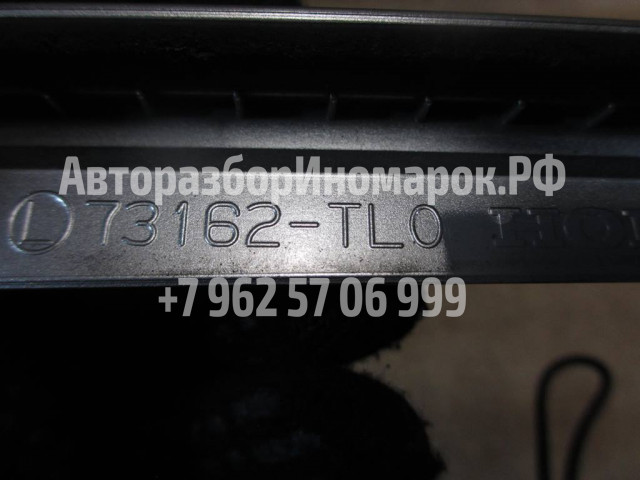 АвторазборИномарок.РФ
Ⓛ 73162-TL0
+7 962 57 06 999